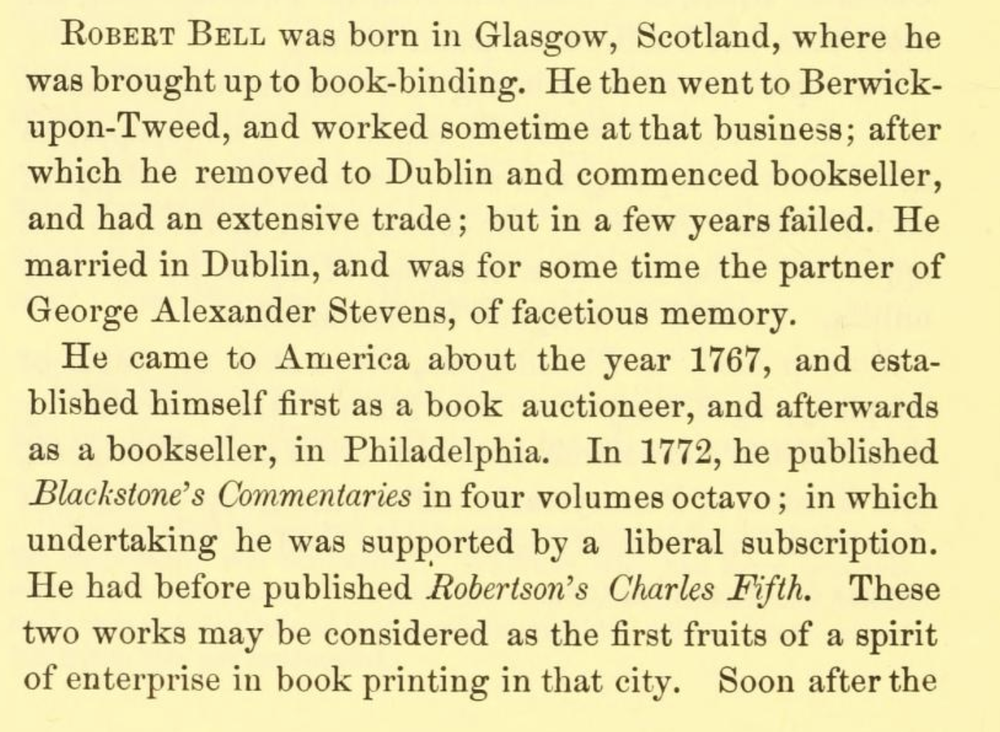 ROBERT BELL was born in Glasgow, Scotland, where he
was brought up to book-binding. He then went to Berwick-
upon-Tweed, and worked sometime at that business; after
which he removed to Dublin and commenced bookseller,
and had an extensive trade; but in a few years failed. He
married in Dublin, and was for some time the partner of
George Alexander Stevens, of facetious memory.
He came to America about the year 1767, and esta-
blished himself first as a book auctioneer, and afterwards
as a bookseller, in Philadelphia. In 1772, he published
Blackstone's Commentaries in four volumes octavo; in which
undertaking he was supported by a liberal subscription.
He had before published Robertson's Charles Fifth. These
two works may be considered as the first fruits of a spirit
of enterprise in book printing in that city. Soon after the